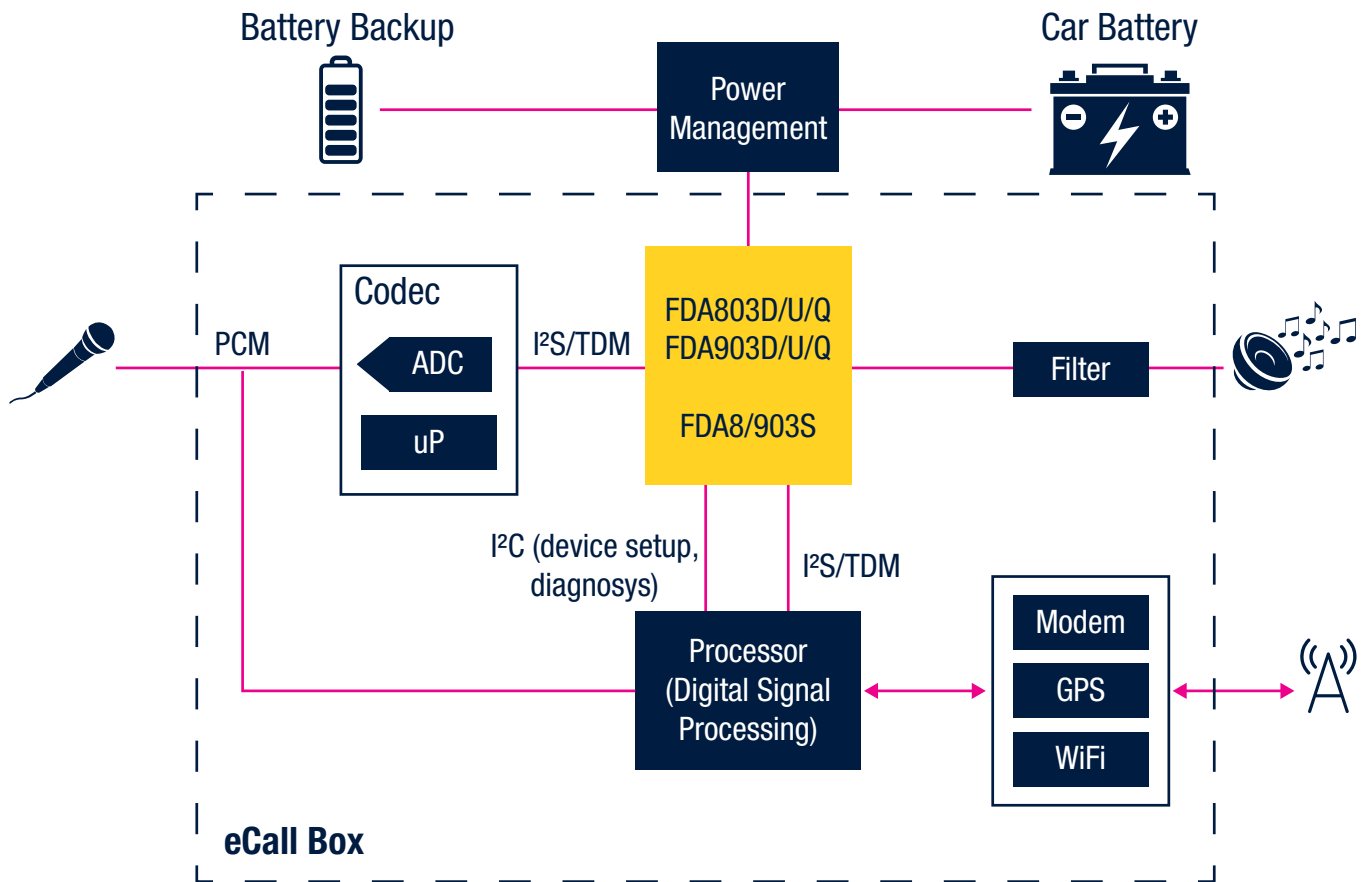 Battery Backup
Car Battery
Power
Management
Codec
ADC
uP
PCM
I²S/TDM
FDA803D/U/Q
FDA903D/U/Q
FDA8/903S
Filter
I²C (device setup,
diagnosys)
I²S/TDM
Processor
(Digital Signal
Processing)
Modem
GPS
WiFi
eCall Box